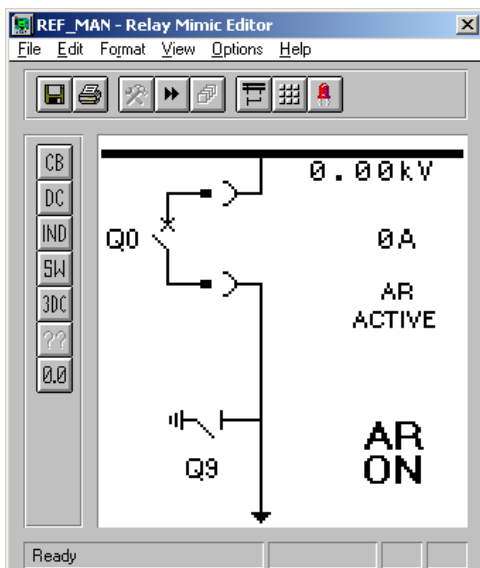 REF_MAN - Relay Mimic Editor
File Edit Format View Options Help
CB
DC
IND
SW
3DC
??
0.0
0.00kV
Q0
0A
AR
ACTIVE
AR
ON
Q9
Ready